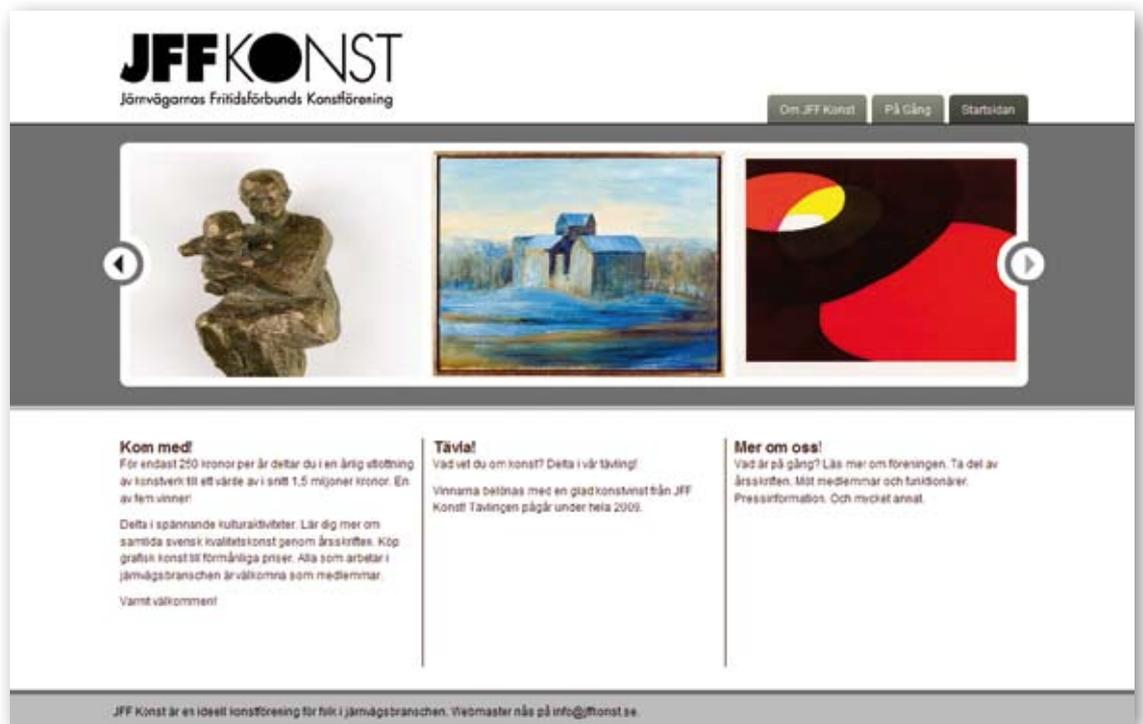 JFFKONST
Järnvägarnas Fritidsförbunds Konstförening
Om JFF Konst
På Gång
Startsidan
Kom med!
För endast 250 kronor per år deltar du i en årlig utlottning
av konstverk till ett värde av i snitt 1,5 miljoner kronor. En
av fem vinner!
Delta i spännande kulturaktiviteter. Lär dig mer om
samtida svensk kvalitetskonst genom årsskriften. Köp
grafisk konst till förmånliga priser. Alla som arbetar i
järnvägsbranschen är välkomna som medlemmar.
Varmt välkommen!
Tävla!
Vad vet du om konst? Delta i vår tävling!
Vinnarna belönas med en glad konstvinst från JFF
Konst! Tävlingen pågår under hela 2009.
Mer om oss!
Vad är på gång? Läs mer om föreningen. Ta del av
årsskriften. Möt medlemmar och funktionärer.
Pressinformation. Och mycket annat.
JFF Konst är en ideell konstförening för folk i järnvägsbranschen. Webmaster nås på info@jffkonst.se.